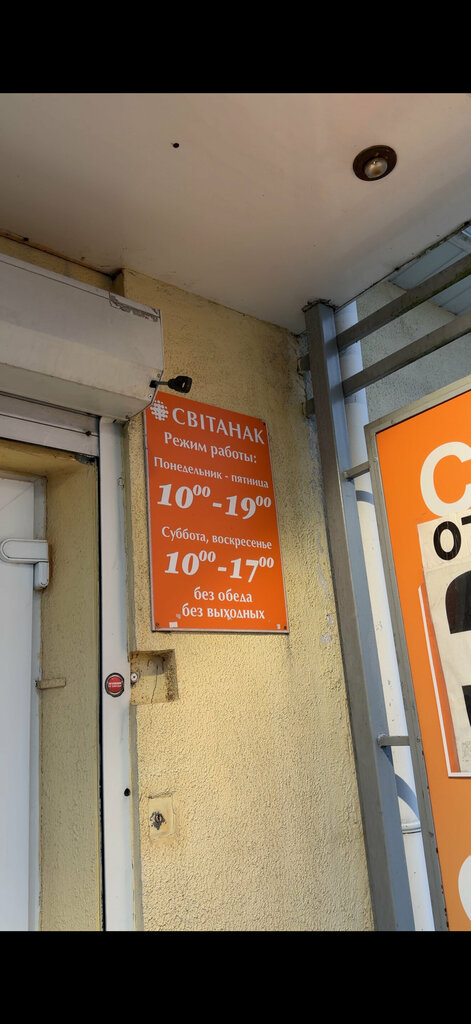 СВІТАНАК
Режим работы:
Понедельник - пятница
10⁰⁰-19⁰⁰
Суббота, воскресенье
10⁰⁰-17⁰⁰
без обеда
без выходных